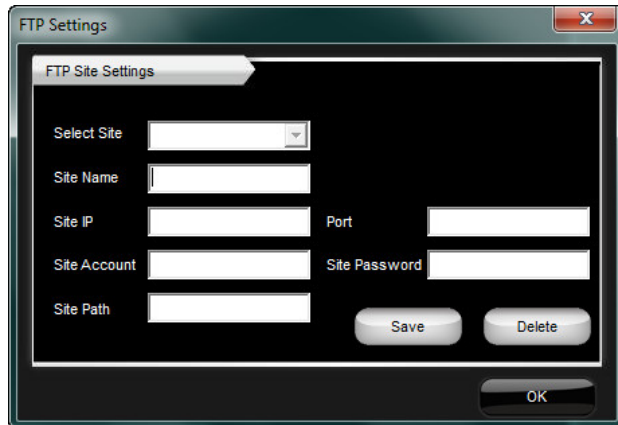 FTP Settings
FTP Site Settings
Select Site
Site Name
Site IP Port
Site Account Site Password
Site Path
Save Delete
OK